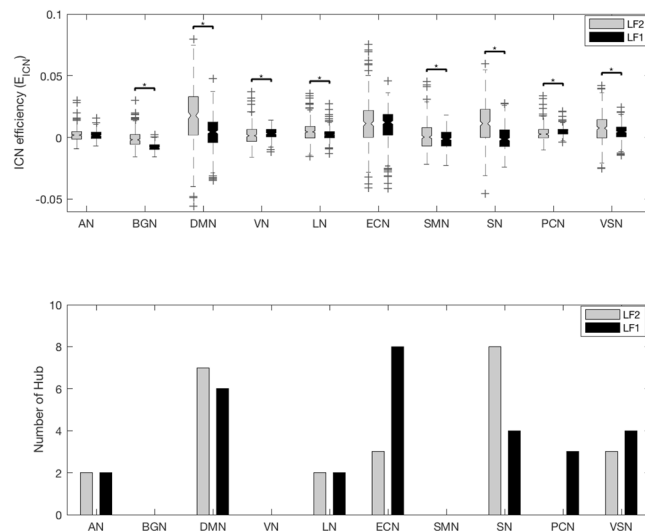 0.1
LF2
LF1
*
*
*
*
*
*
*
*
0.05
ICN efficiency (E_ICN)
0
-0.05
AN BGN DMN VN LN ECN SMN SN PCN VSN
10
LF2
LF1
8
6
Number of Hub
4
2
0
AN BGN DMN VN LN ECN SMN SN PCN VSN